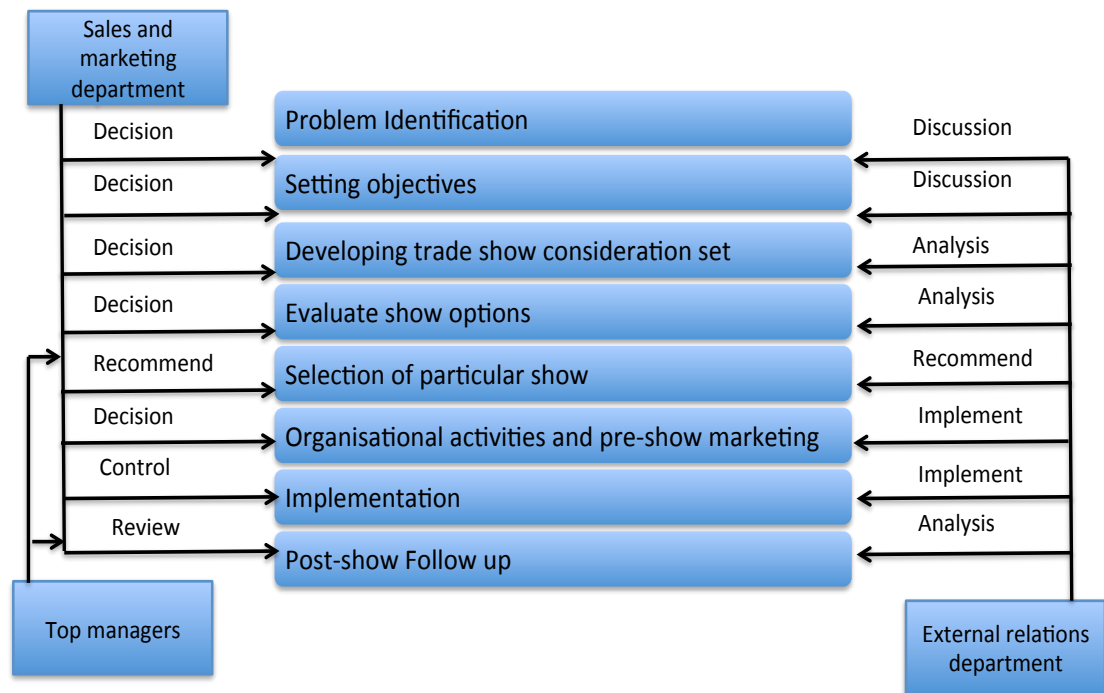 Sales and
marketing
department
Decision
Problem Identification
Discussion
Decision
Setting objectives
Discussion
Decision
Developing trade show consideration set
Analysis
Decision
Evaluate show options
Analysis
Recommend
Selection of particular show
Recommend
Decision
Organisational activities and pre-show marketing
Implement
Control
Implementation
Implement
Review
Post-show Follow up
Analysis
Top managers
External relations
department